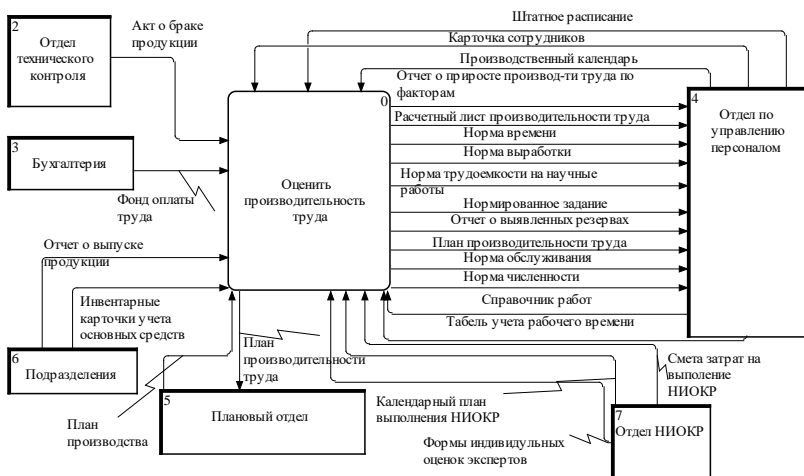 Штатное расписание
2
Отдел
технического
контроля
Акт о браке
продукции
Карточка сотрудников
Производственный календарь
Отчет о приросте производ-ти труда по
факторам
0
Оценить
производительность
труда
4
Отдел по
управлению
персоналом
Расчетный лист производительности труда
Норма времени
Норма выработки
Норма трудоемкости на научные
работы
Нормированное задание
Отчет о выявленных резервах
План производительности труда
Норма обслуживания
Норма численности
Справочник работ
Табель учета рабочего времени
3
Бухгалтерия
Фонд оплаты
труда
Отчет о выпуске
продукции
Инвентарные
карточки учета
основных средств
6
Подразделения
План
производства
План
производительности
труда
5
Плановый отдел
Календарный план
выполнения НИОКР
Формы индивидульных
оценок экспертов
Смета затрат на
выполение
НИОКР
7
Отдел НИОКР